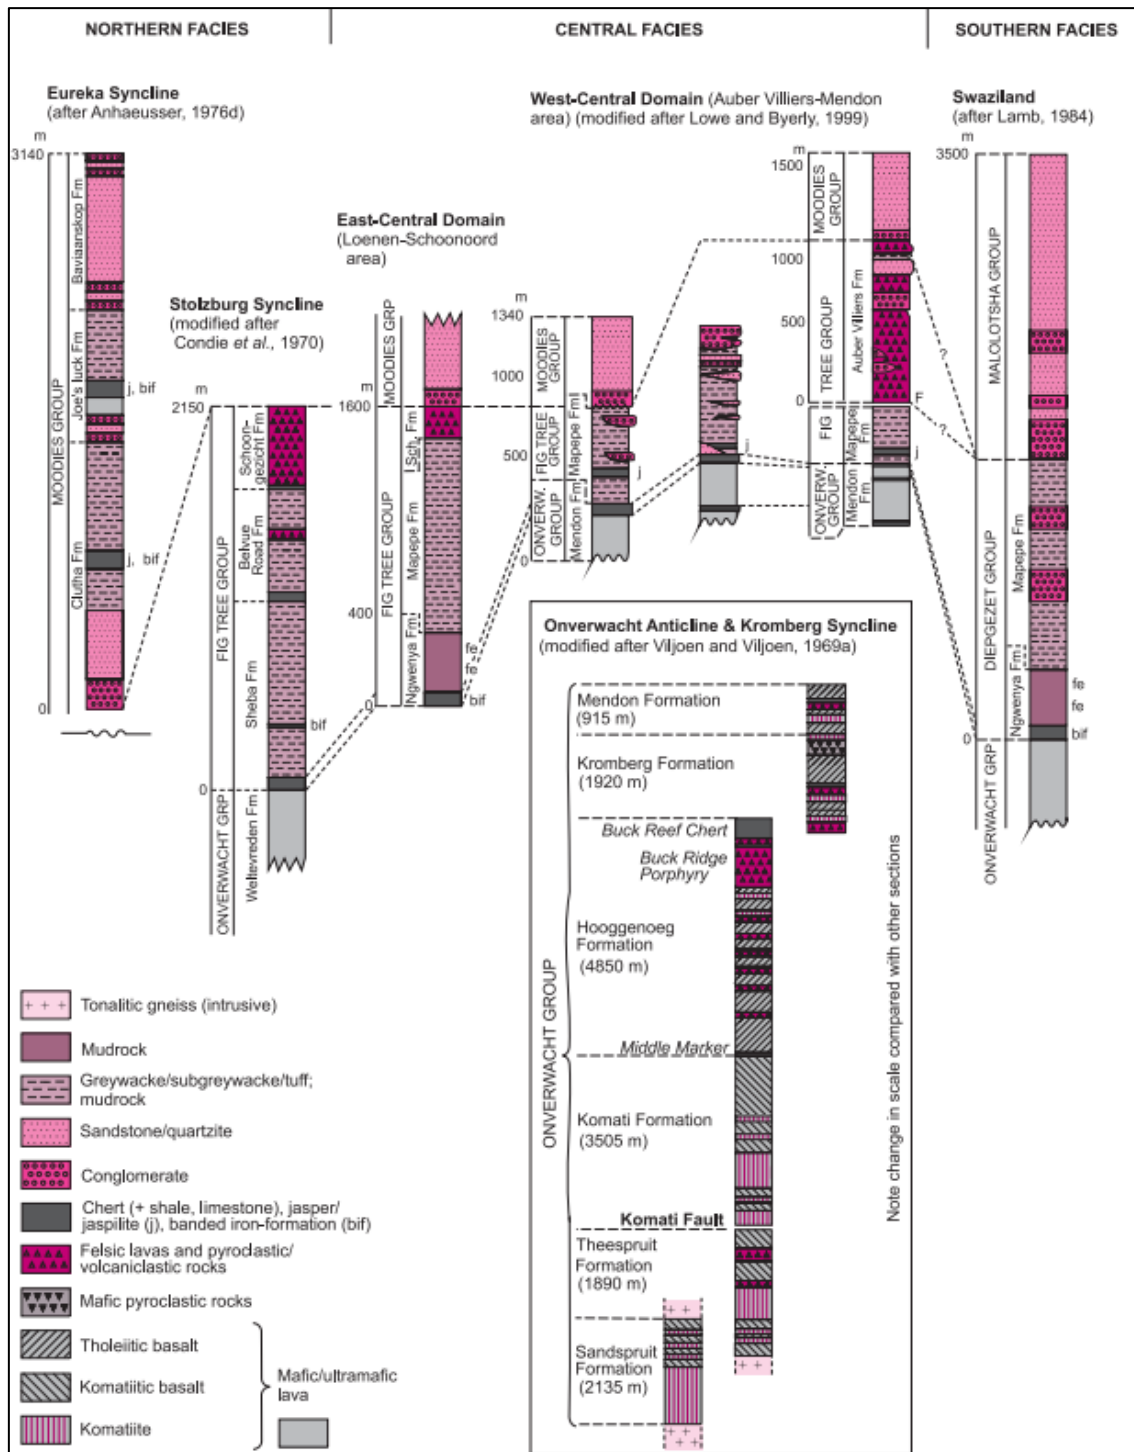 NORTHERN FACIES
CENTRAL FACIES
SOUTHERN FACIES
Eureka Syncline
(after Anhaeusser, 1976d)
m
3140
MOODIES GROUP
Baviaanskop Fm
Joe's luck Fm
Clutha Fm
j, bif
j, bif
0
Stolzburg Syncline
(modified after
Condie et al., 1970)
m
2150
FIG TREE GROUP
ONVERWACHT GRP
Schoon-
gezicht Fm
Belvue
Road Fm
Sheba Fm
Weltevreden Fm
bif
0
East-Central Domain
(Loenen-Schoonoord
area)
m
1600
400
0
MOODIES GRP
FIG TREE GROUP
Sch. Fm
Mapepe Fm
Ngwenya Fm
fe
fe
bif
West-Central Domain (Auber Villiers-Mendon
area) (modified after Lowe and Byerly, 1999)
m
1340
1000
500
0
MOODIES
GROUP
FIG TREE
GROUP
ONVERW.
GROUP
Mapepe Fm
Mendon Fm
j
j
m
1500
1000
500
0
MOODIES
GROUP
FIG TREE GROUP
ONVERW.
GROUP
Auber Villiers Fm
Mapepe
Fm
Mendon
Fm
F
j
?
?
Swaziland
(after Lamb, 1984)
m
3500
0
MALOLOTSHA GROUP
DIEPGEZET GROUP
ONVERWACHT GRP
Mapepe Fm
Ngwenya Fm
fe
fe
bif
Onverwacht Anticline & Kromberg Syncline
(modified after Viljoen and Viljoen, 1969a)
ONVERWACHT GROUP
Mendon Formation
(915 m)
Kromberg Formation
(1920 m)
Buck Reef Chert
Buck Ridge
Porphyry
Hooggenoeg
Formation
(4850 m)
Middle Marker
Komati Formation
(3505 m)
Komati Fault
Theespruit
Formation
(1890 m)
Sandspruit
Formation
(2135 m)
Note change in scale compared with other sections
Tonalitic gneiss (intrusive)
Mudrock
Greywacke/subgreywacke/tuff;
mudrock
Sandstone/quartzite
Conglomerate
Chert (+ shale, limestone), jasper/
jaspilite (j), banded iron-formation (bif)
Felsic lavas and pyroclastic/
volcaniclastic rocks
Mafic pyroclastic rocks
Tholeiitic basalt
Komatiitic basalt
Komatiite
Mafic/ultramafic
lava